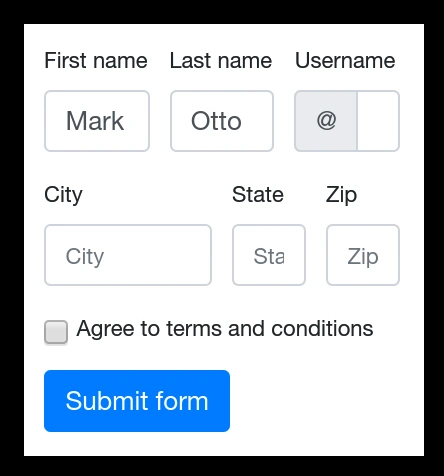 First name Last name Username
Mark Otto @
City State Zip
City Sta Zip
Agree to terms and conditions
Submit form